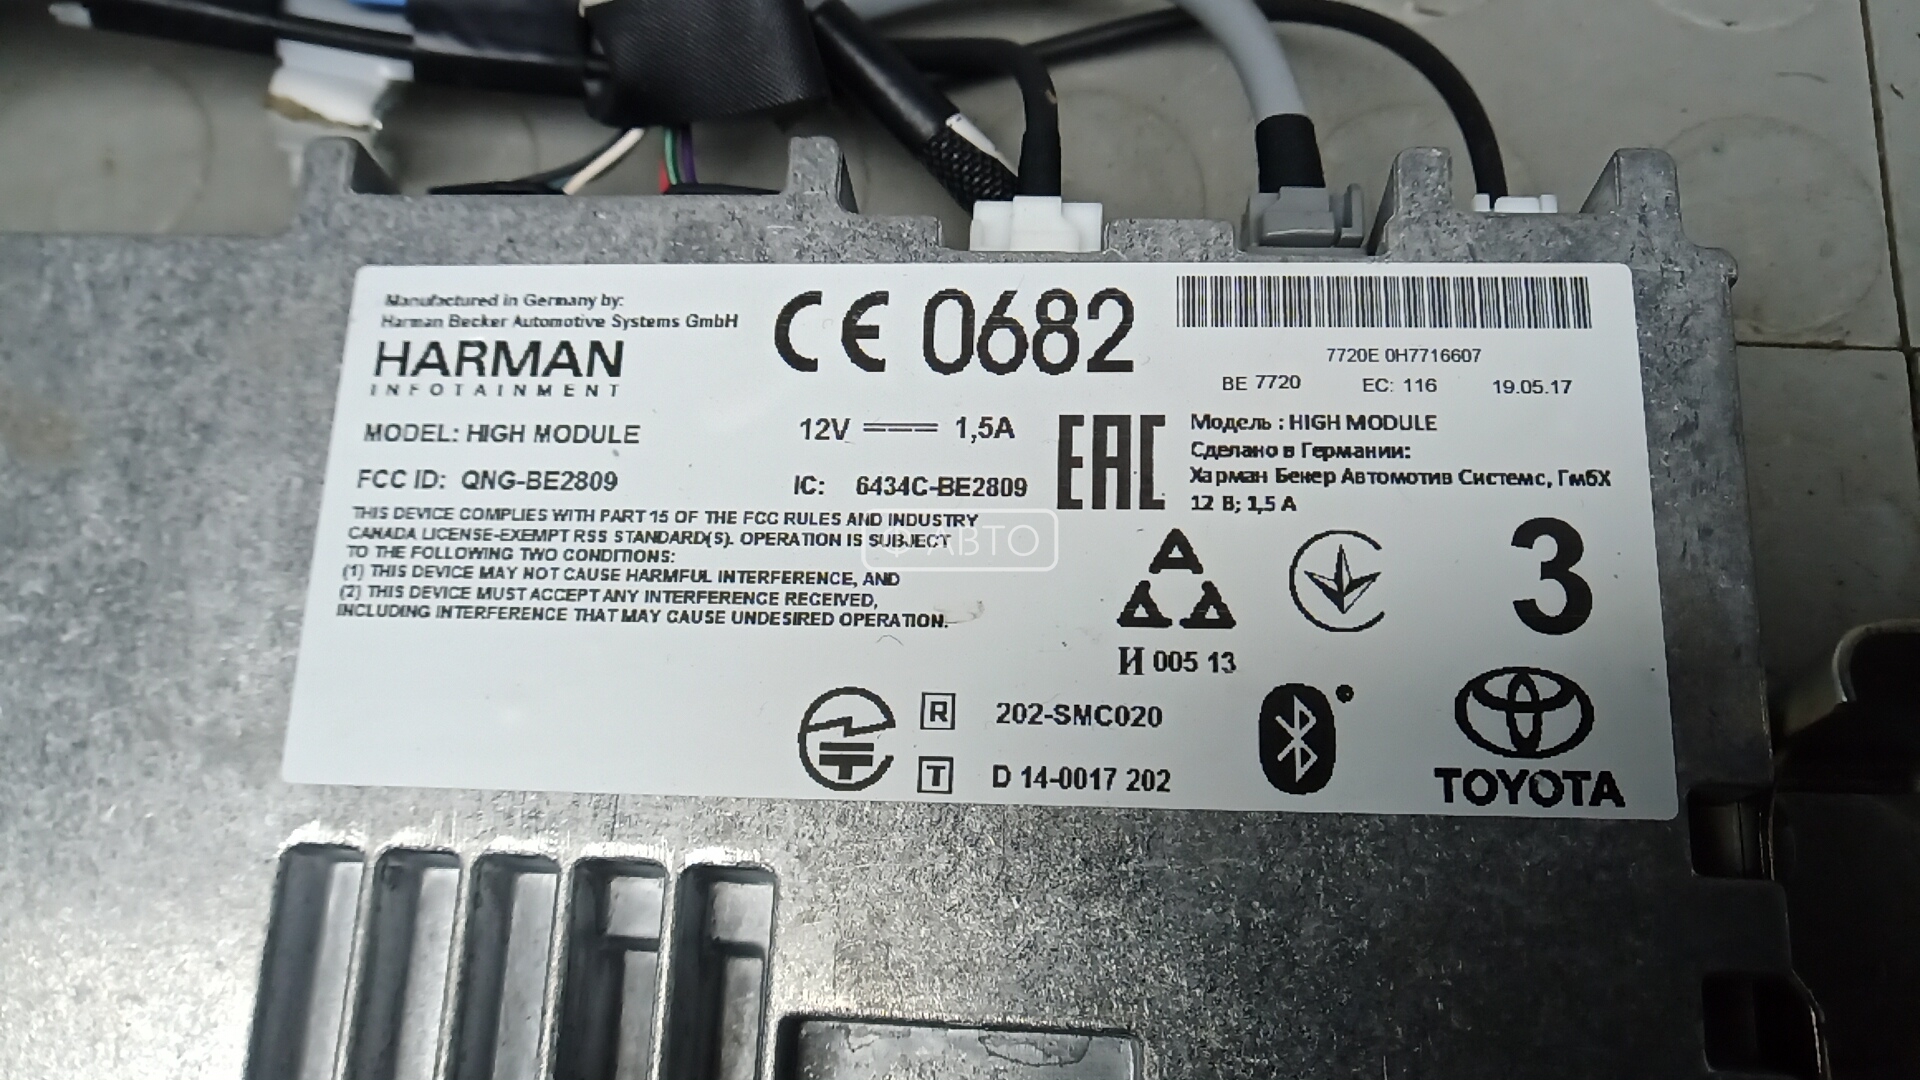 Manufactured in Germany by:
Harman Becker Automotive Systems GmbH
HARMAN
INFOTAINMENT
CE 0682
7720E 0H7716607
BE 7720 EC: 116 19.05.17
MODEL: HIGH MODULE
12V 1,5A
FCC ID: QNG-BE2809
IC: 6434C-BE2809
EAC
Модель : HIGH MODULE
Сделано в Германии:
Харман Бекер Автомотив Системс, ГмбХ
12 В; 1,5 А
THIS DEVICE COMPLIES WITH PART 15 OF THE FCC RULES AND INDUSTRY
CANADA LICENSE-EXEMPT RSS STANDARD(S). OPERATION IS SUBJECT
TO THE FOLLOWING TWO CONDITIONS:
(1) THIS DEVICE MAY NOT CAUSE HARMFUL INTERFERENCE, AND
(2) THIS DEVICE MUST ACCEPT ANY INTERFERENCE RECEIVED,
INCLUDING INTERFERENCE THAT MAY CAUSE UNDESIRED OPERATION.
АВТО
3
И 005 13
R 202-SMC020
T D 14-0017 202
TOYOTA